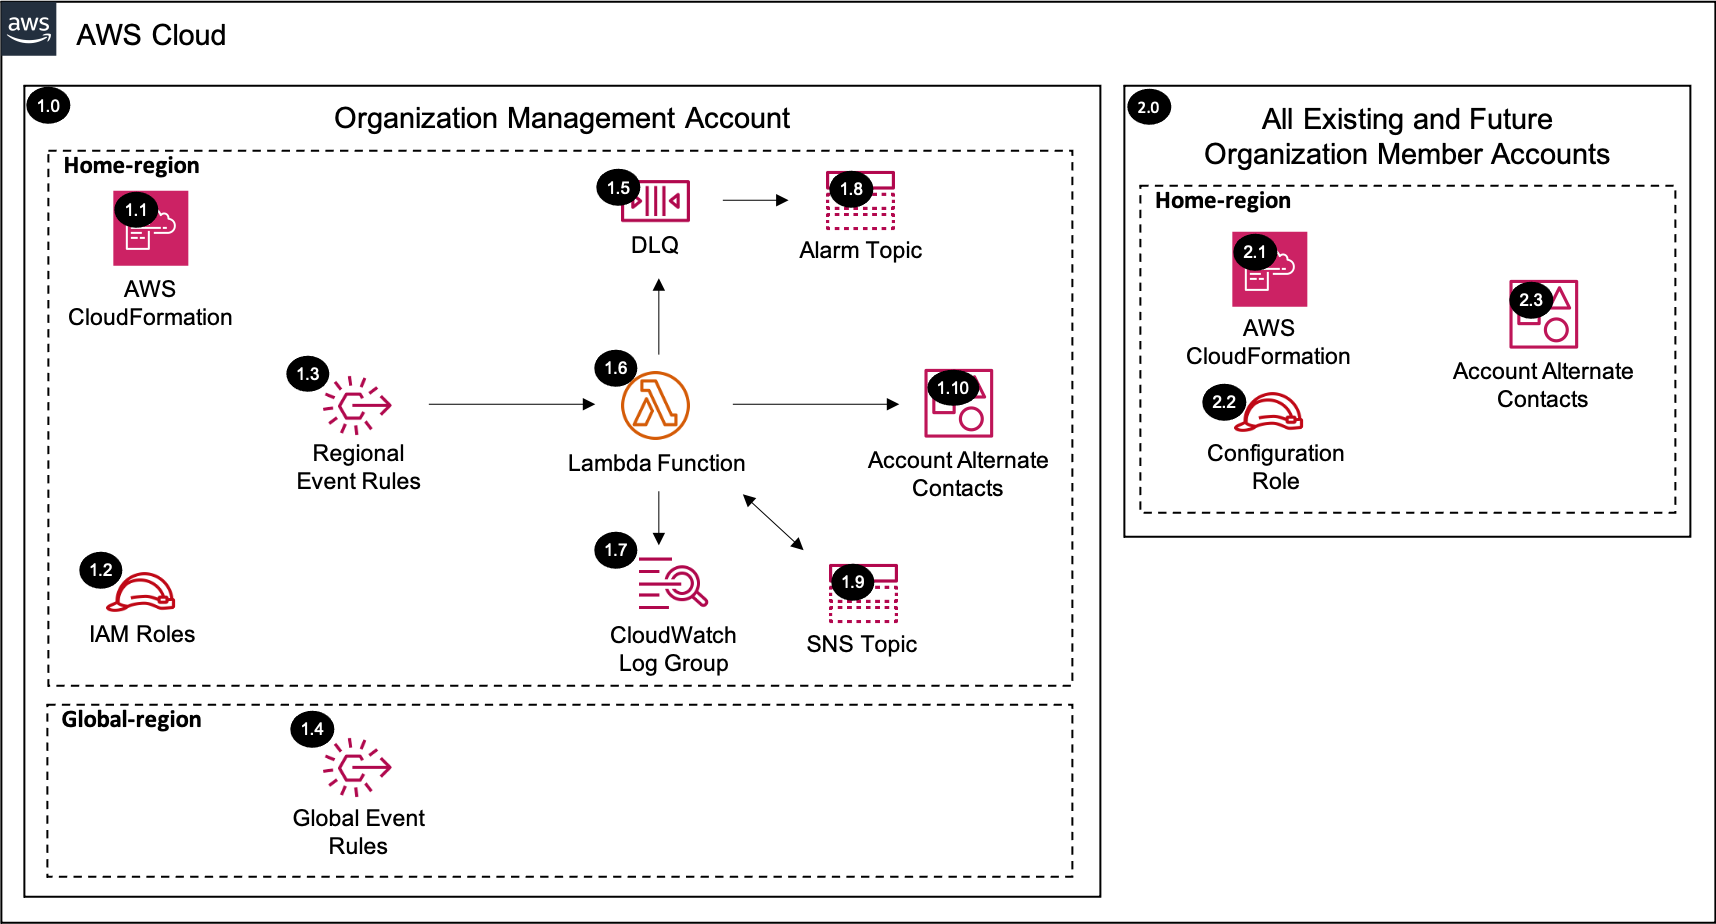 aws
AWS Cloud
1.0
Organization Management Account
Home-region
1.1
AWS
CloudFormation
1.5
DLQ
1.8
Alarm Topic
1.3
Regional
Event Rules
1.6
Lambda Function
1.10
Account Alternate
Contacts
1.2
IAM Roles
1.7
CloudWatch
Log Group
1.9
SNS Topic
Global-region
1.4
Global Event
Rules
2.0
All Existing and Future
Organization Member Accounts
Home-region
2.1
AWS
CloudFormation
2.3
Account Alternate
Contacts
2.2
Configuration
Role